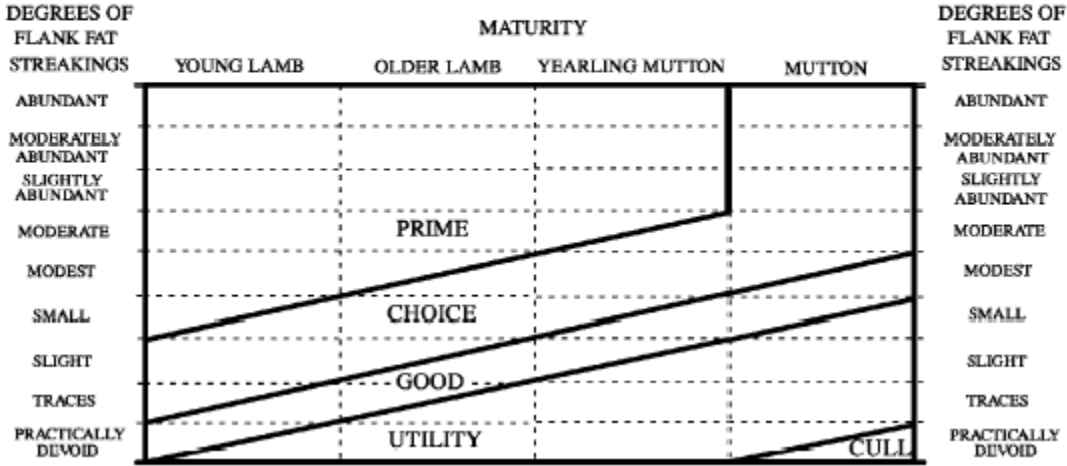 DEGREES OF
FLANK FAT
STREAKINGS
MATURITY
DEGREES OF
FLANK FAT
STREAKINGS
YOUNG LAMB
OLDER LAMB
YEARLING MUTTON
MUTTON
ABUNDANT
ABUNDANT
MODERATELY
ABUNDANT
MODERATELY
ABUNDANT
SLIGHTLY
ABUNDANT
SLIGHTLY
ABUNDANT
MODERATE
PRIME
MODERATE
MODEST
MODEST
SMALL
CHOICE
SMALL
SLIGHT
SLIGHT
GOOD
TRACES
TRACES
PRACTICALLY
DEVOID
UTILITY
CULL
PRACTICALLY
DEVOID